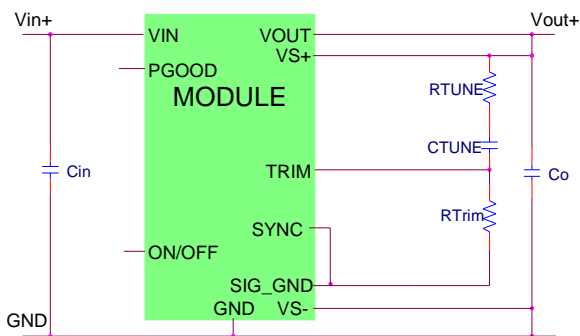 Vin+
Vout+
VIN
VOUT
VS+
PGOOD
RTUNE
MODULE
CTUNE
Cin
TRIM
Co
RTrim
SYNC
ON/OFF
SIG_GND
GND
GND
VS-